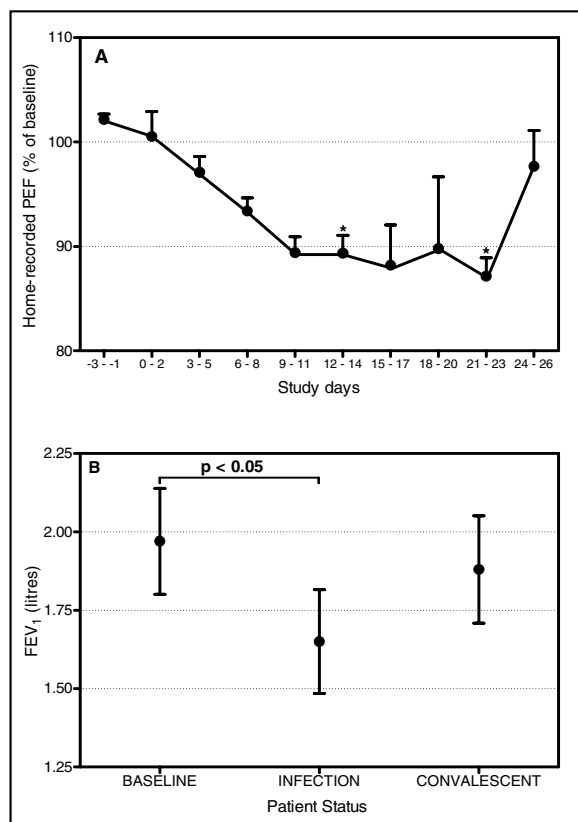 A
Home-recorded PEF (% of baseline)
110
100
90
80
*
*
-3 - -1 0 - 2 3 - 5 6 - 8 9 - 11 12 - 14 15 - 17 18 - 20 21 - 23 24 - 26
Study days
B
p < 0.05
FEV1 (litres)
2.25
2.00
1.75
1.50
1.25
BASELINE INFECTION CONVALESCENT
Patient Status